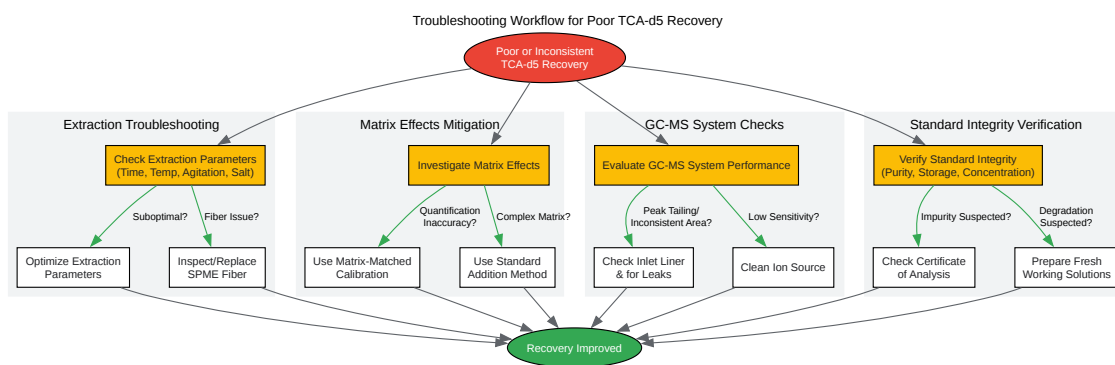 Troubleshooting Workflow for Poor TCA-d5 Recovery
Poor or Inconsistent
TCA-d5 Recovery
Extraction Troubleshooting
Matrix Effects Mitigation
GC-MS System Checks
Standard Integrity Verification
Check Extraction Parameters
(Time, Temp, Agitation, Salt)
Investigate Matrix Effects
Evaluate GC-MS System Performance
Verify Standard Integrity
(Purity, Storage, Concentration)
Suboptimal?
Fiber Issue?
Quantification
Inaccuracy?
Complex Matrix?
Peak Tailing/
Inconsistent Area?
Low Sensitivity?
Impurity Suspected?
Degradation
Suspected?
Optimize Extraction
Parameters
Inspect/Replace
SPME Fiber
Use Matrix-Matched
Calibration
Use Standard
Addition Method
Check Inlet Liner
& for Leaks
Clean Ion Source
Check Certificate
of Analysis
Prepare Fresh
Working Solutions
Recovery Improved